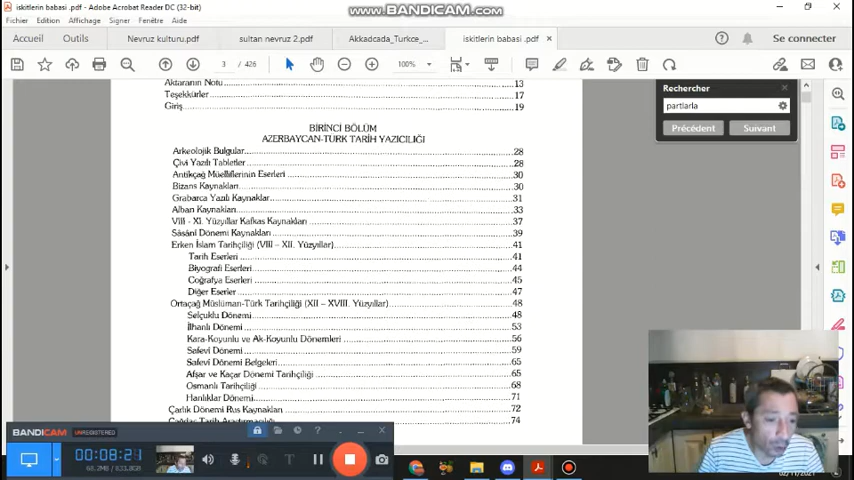 www.BANDICAM.com
iskitlerin babasi .pdf - Adobe Acrobat Reader DC (32-bit)
Fichier Edition Affichage Signer Fenêtre Aide
Accueil Outils Nevruz kulturu.pdf sultan nevruz 2.pdf Akkadcada_Turkce_... iskitlerin babasi .pdf Se connecter
3 / 426 100%
Rechercher
partlarla
Précédent Suivant
Aktaranın Notu 13
Teşekkürler 17
Giriş 19
BİRİNCİ BÖLÜM
AZERBAYCAN-TÜRK TARİH YAZICILIĞI
Arkeolojik Bulgular 28
Çivi Yazılı Tabletler 28
Antikçağ Müelliflerinin Eserleri 30
Bizans Kaynakları 30
Grabarca Yazılı Kaynaklar 31
Alban Kaynakları 33
VIII - XI. Yüzyıllar Kafkas Kaynakları 37
Sâsânî Dönemi Kaynakları 39
Erken İslam Tarihçiliği (VIII – XII. Yüzyıllar) 41
Tarih Eserleri 41
Biyografi Eserleri 44
Coğrafya Eserleri 45
Diğer Eserler 47
Ortaçağ Müslüman-Türk Tarihçiliği (XII – XVIII. Yüzyıllar) 48
Selçuklu Dönemi 48
İlhanlı Dönemi 53
Kara-Koyunlu ve Ak-Koyunlu Dönemleri 56
Safevi Dönemi 59
Safevi Dönemi Belgeleri 65
Afşar ve Kaçar Dönemi Tarihçiliği 65
Osmanlı Tarihçiliği 68
Hanlıklar Dönemi 71
Çarlık Dönemi Rus Kaynakları 72
74
BANDICAM UNREGISTERED
00:08:21